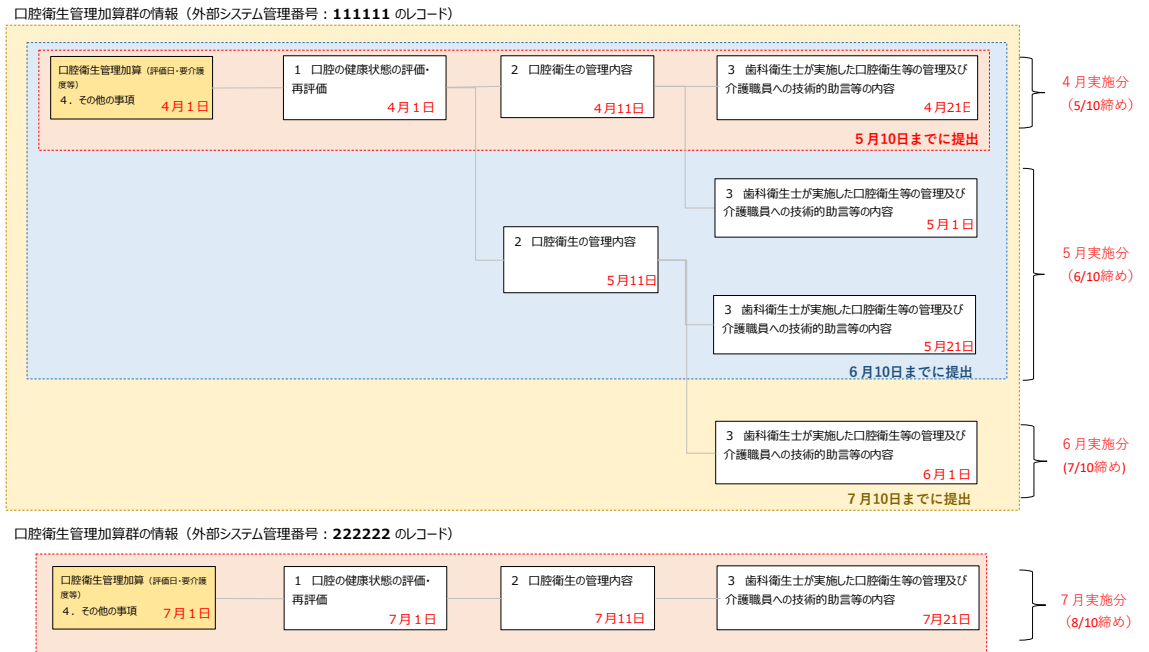 口腔衛生管理加算群の情報（外部システム管理番号：111111 のレコード）
口腔衛生管理加算（評価日・要介護
度等）
４．その他の事項
４月１日
１ 口腔の健康状態の評価・
再評価
４月１日
２ 口腔衛生の管理内容
４月11日
３ 歯科衛生士が実施した口腔衛生等の管理及び
介護職員への技術的助言等の内容
４月21日
５月10日までに提出
４月実施分
（5/10締め）
３ 歯科衛生士が実施した口腔衛生等の管理及び
介護職員への技術的助言等の内容
５月１日
２ 口腔衛生の管理内容
５月11日
５月実施分
（6/10締め）
３ 歯科衛生士が実施した口腔衛生等の管理及び
介護職員への技術的助言等の内容
５月21日
６月10日までに提出
３ 歯科衛生士が実施した口腔衛生等の管理及び
介護職員への技術的助言等の内容
６月１日
６月実施分
(7/10締め)
７月10日までに提出
口腔衛生管理加算群の情報（外部システム管理番号：222222 のレコード）
口腔衛生管理加算（評価日・要介護
度等）
４．その他の事項
７月１日
１ 口腔の健康状態の評価・
再評価
７月１日
２ 口腔衛生の管理内容
７月11日
３ 歯科衛生士が実施した口腔衛生等の管理及び
介護職員への技術的助言等の内容
7月21日
７月実施分
（8/10締め）